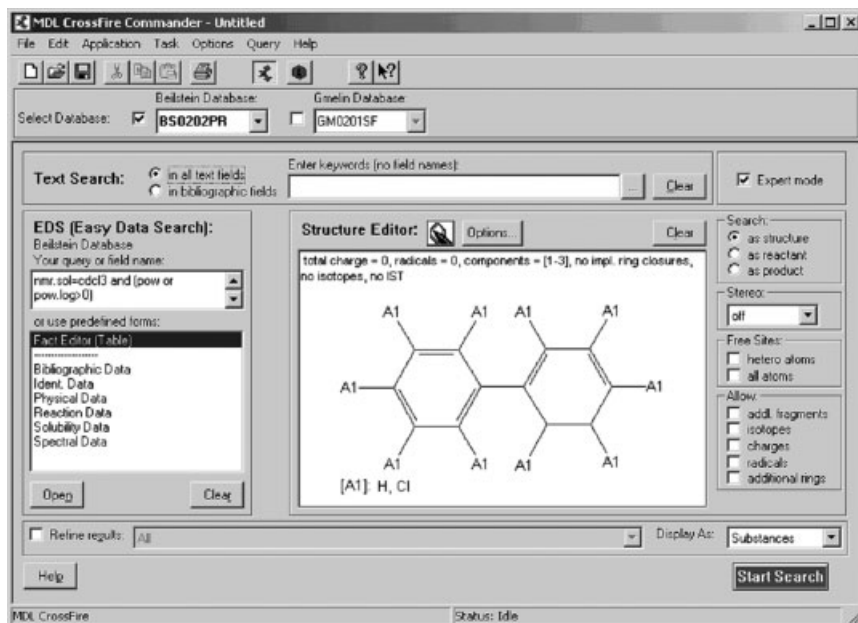 MDL CrossFire Commander - Untitled
File Edit Application Task Options Query Help
Beilstein Database: Gmelin Database:
Select Database: BS0202PR GM0201SF
Text Search: in all text fields
in bibliographic fields
Enter keywords (no field names):
... Clear
Expert mode
EDS (Easy Data Search):
Beilstein Database
Your query or field name:
nmr.sol=cdcl3 and (pow or
pow.log>0)
or use predefined forms:
Fact Editor (Table)
--------------------
Bibliographic Data
Ident. Data
Physical Data
Reaction Data
Solubility Data
Spectral Data
Open Clear
Structure Editor: Options... Clear
total charge = 0, radicals = 0, components = [1-3], no impl. ring closures,
no isotopes, no IST
A1 A1 A1 A1
A1 A1
A1 A1 A1 A1
[A1]: H, Cl
Search:
as structure
as reactant
as product
Stereo:
off
Free Sites:
hetero atoms
all atoms
Allow:
addl. fragments
isotopes
charges
radicals
additional rings
Refine results: All Display As: Substances
Help Start Search
MDL CrossFire Status: Idle